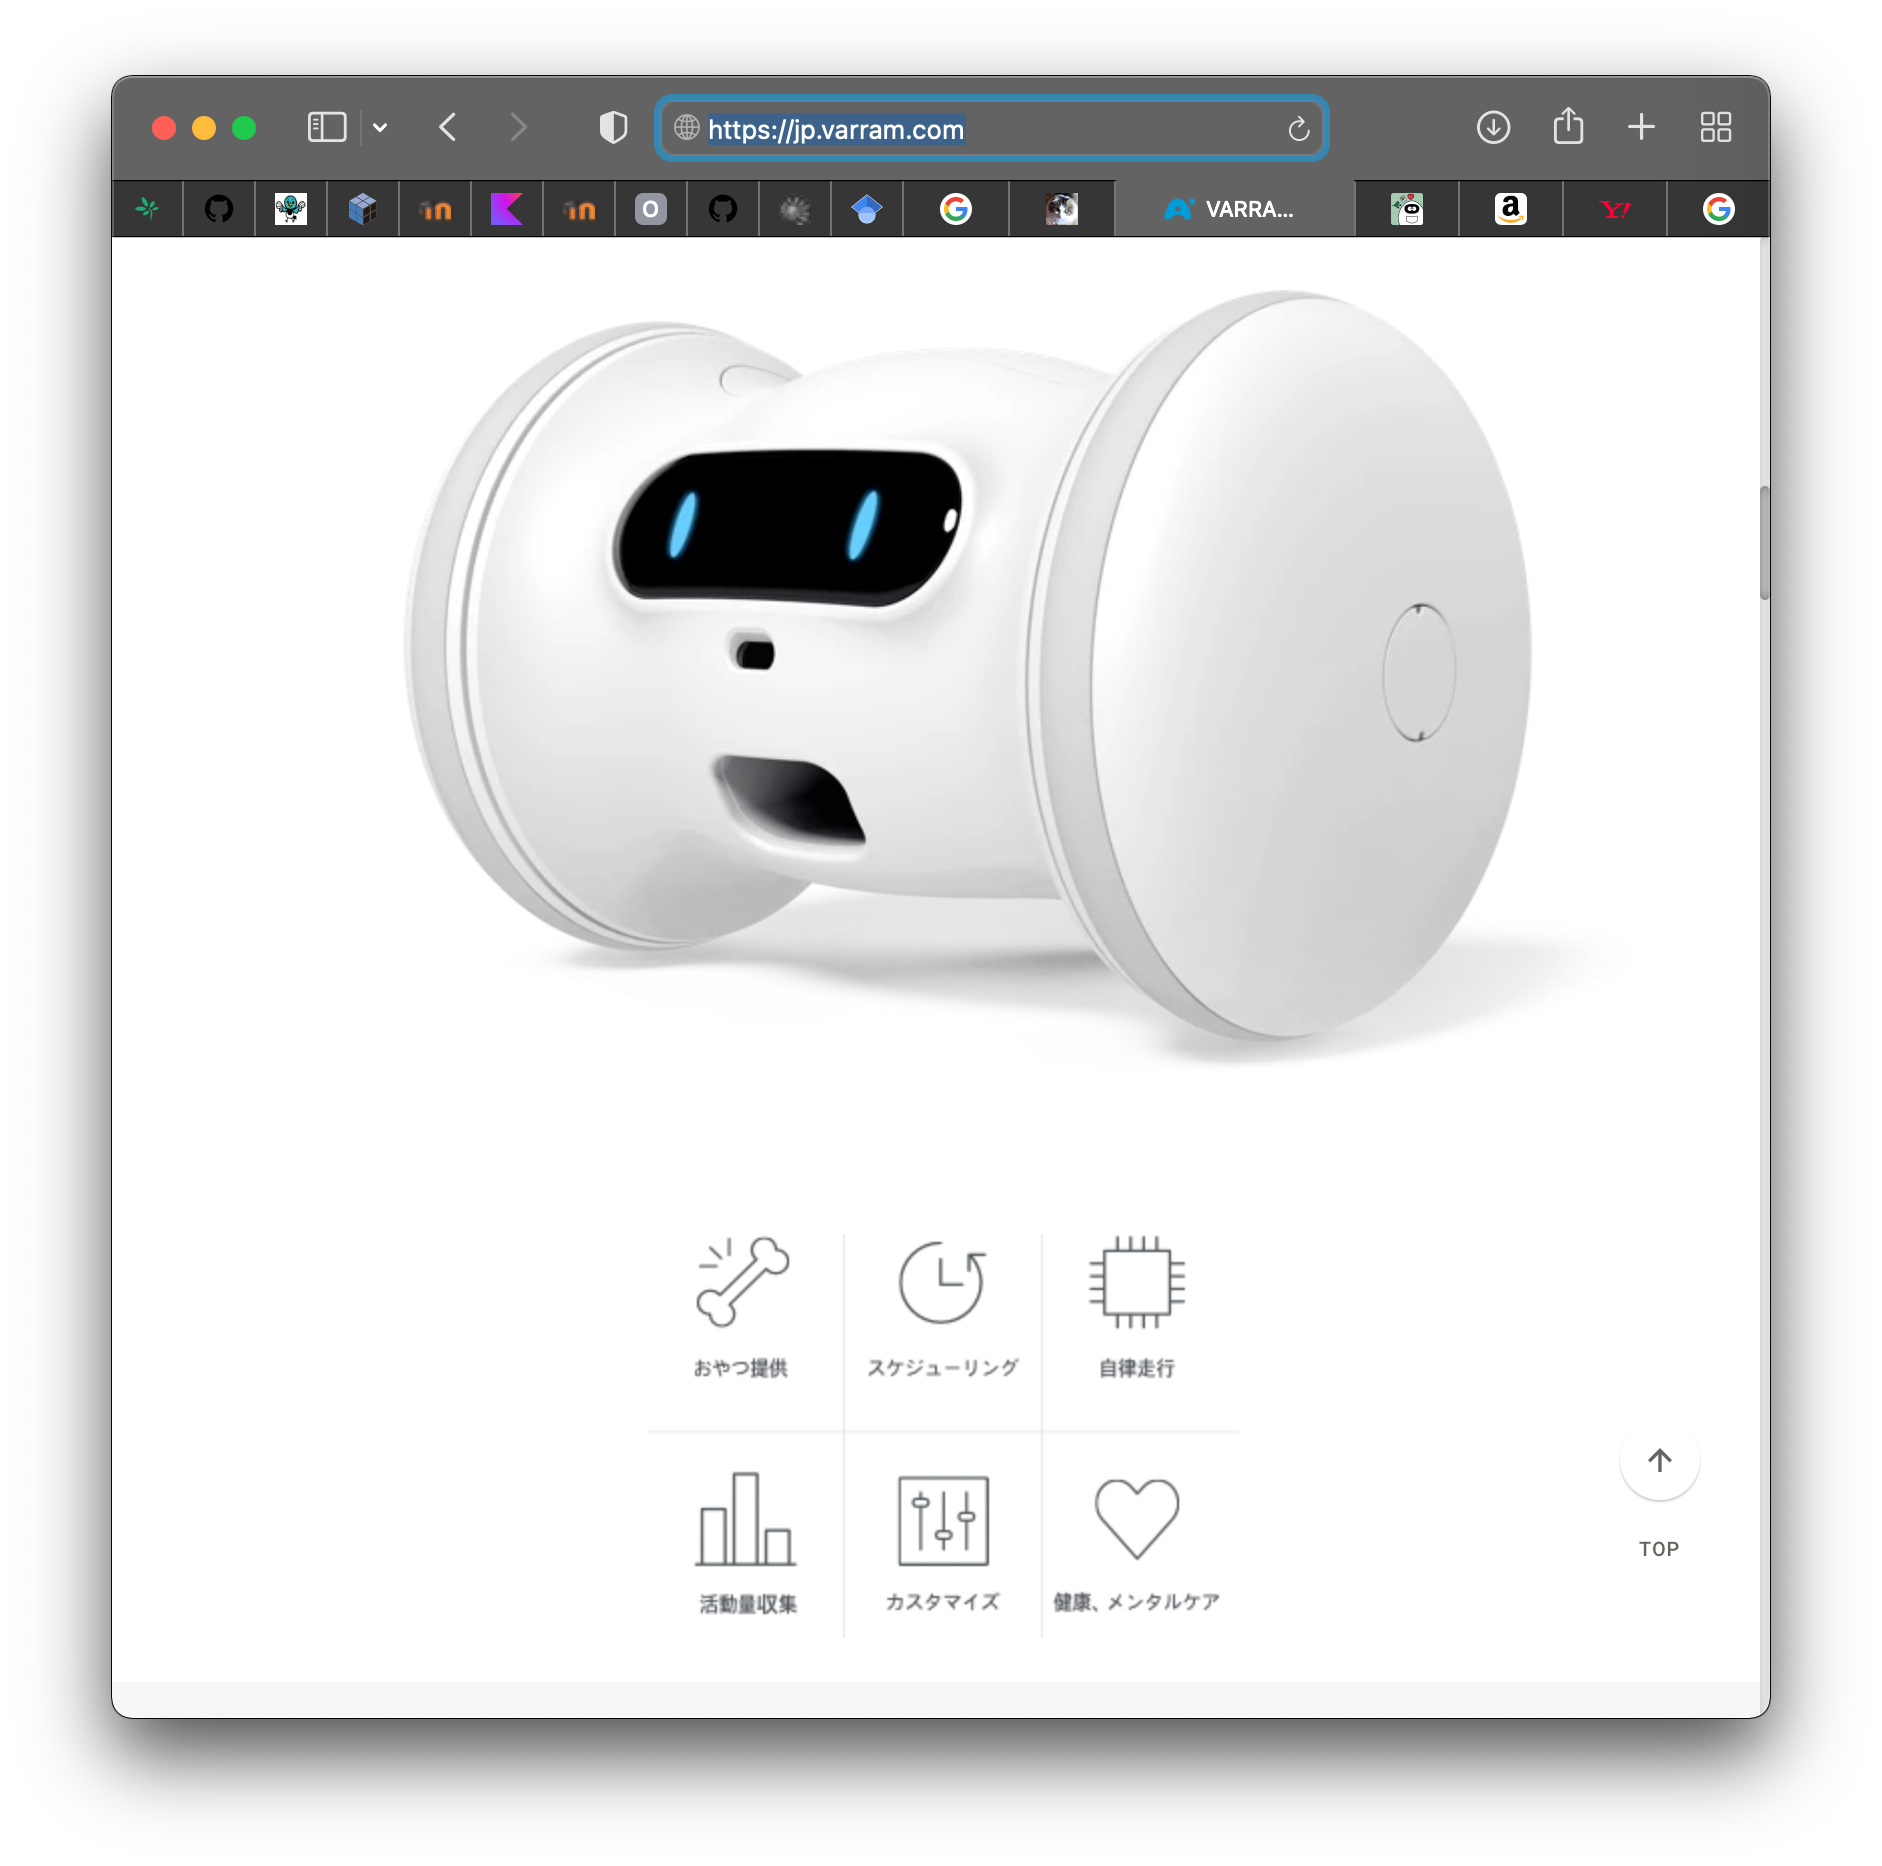 https://jp.varram.com
O
VARRA...
a
Y!
おやつ提供
スケジューリング
自律走行
活動量収集
カスタマイズ
健康、メンタルケア
TOP